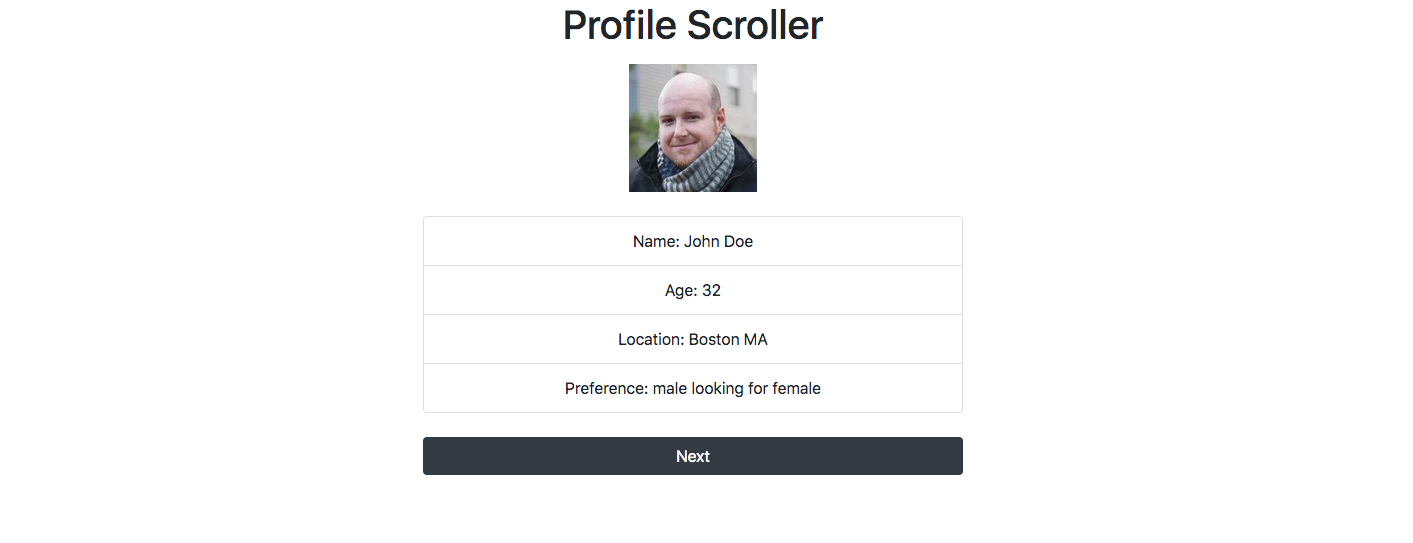 Profile Scroller
Name: John Doe
Age: 32
Location: Boston MA
Preference: male looking for female
Next